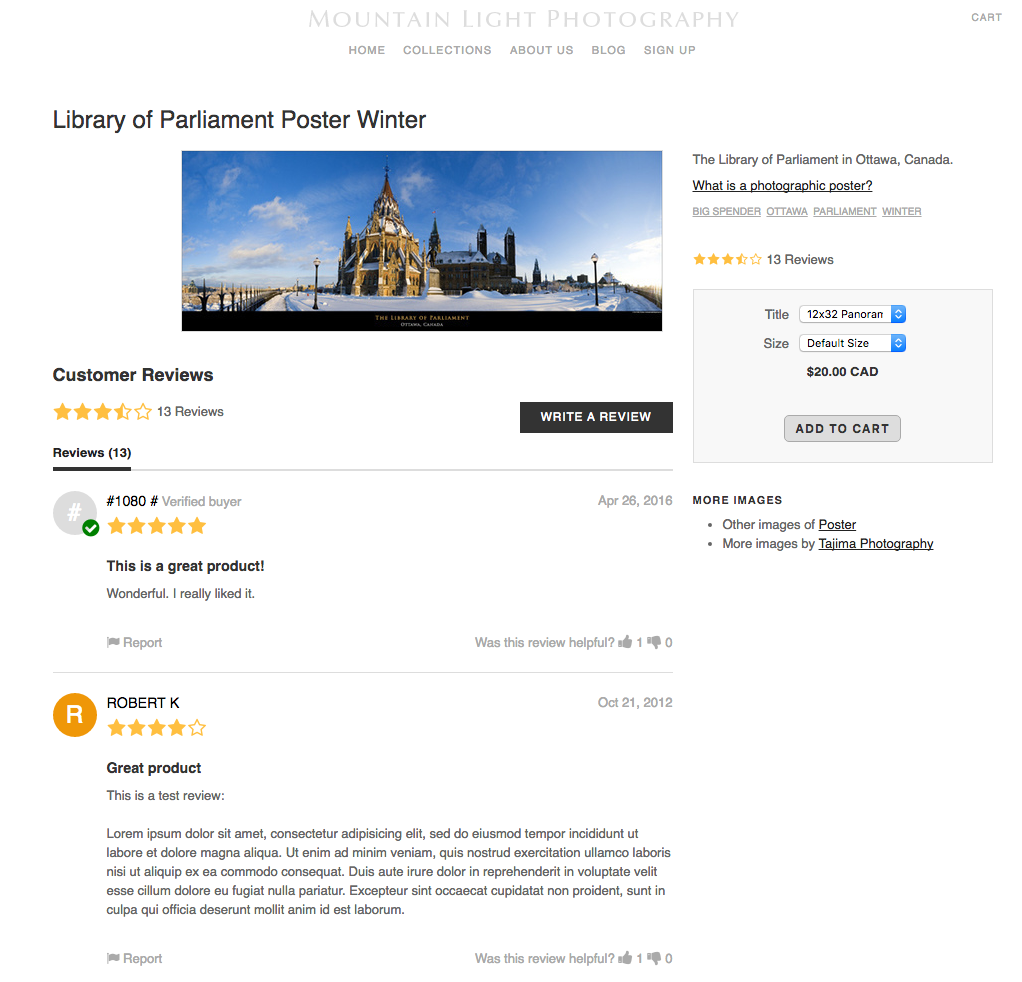 MOUNTAIN LIGHT PHOTOGRAPHY
CART
HOME COLLECTIONS ABOUT US BLOG SIGN UP
Library of Parliament Poster Winter
THE LIBRARY OF PARLIAMENT
OTTAWA, CANADA
The Library of Parliament in Ottawa, Canada.
What is a photographic poster?
BIG SPENDER OTTAWA PARLIAMENT WINTER
13 Reviews
Title 12x32 Panoran
Size Default Size
$20.00 CAD
ADD TO CART
MORE IMAGES
Other images of Poster
More images by Tajima Photography
Customer Reviews
13 Reviews
WRITE A REVIEW
Reviews (13)
#
#1080 # Verified buyer
Apr 26, 2016
This is a great product!
Wonderful. I really liked it.
Report
Was this review helpful? 1 0
R
ROBERT K
Oct 21, 2012
Great product
This is a test review:
Lorem ipsum dolor sit amet, consectetur adipisicing elit, sed do eiusmod tempor incididunt ut
labore et dolore magna aliqua. Ut enim ad minim veniam, quis nostrud exercitation ullamco laboris
nisi ut aliquip ex ea commodo consequat. Duis aute irure dolor in reprehenderit in voluptate velit
esse cillum dolore eu fugiat nulla pariatur. Excepteur sint occaecat cupidatat non proident, sunt in
culpa qui officia deserunt mollit anim id est laborum.
Report
Was this review helpful? 1 0